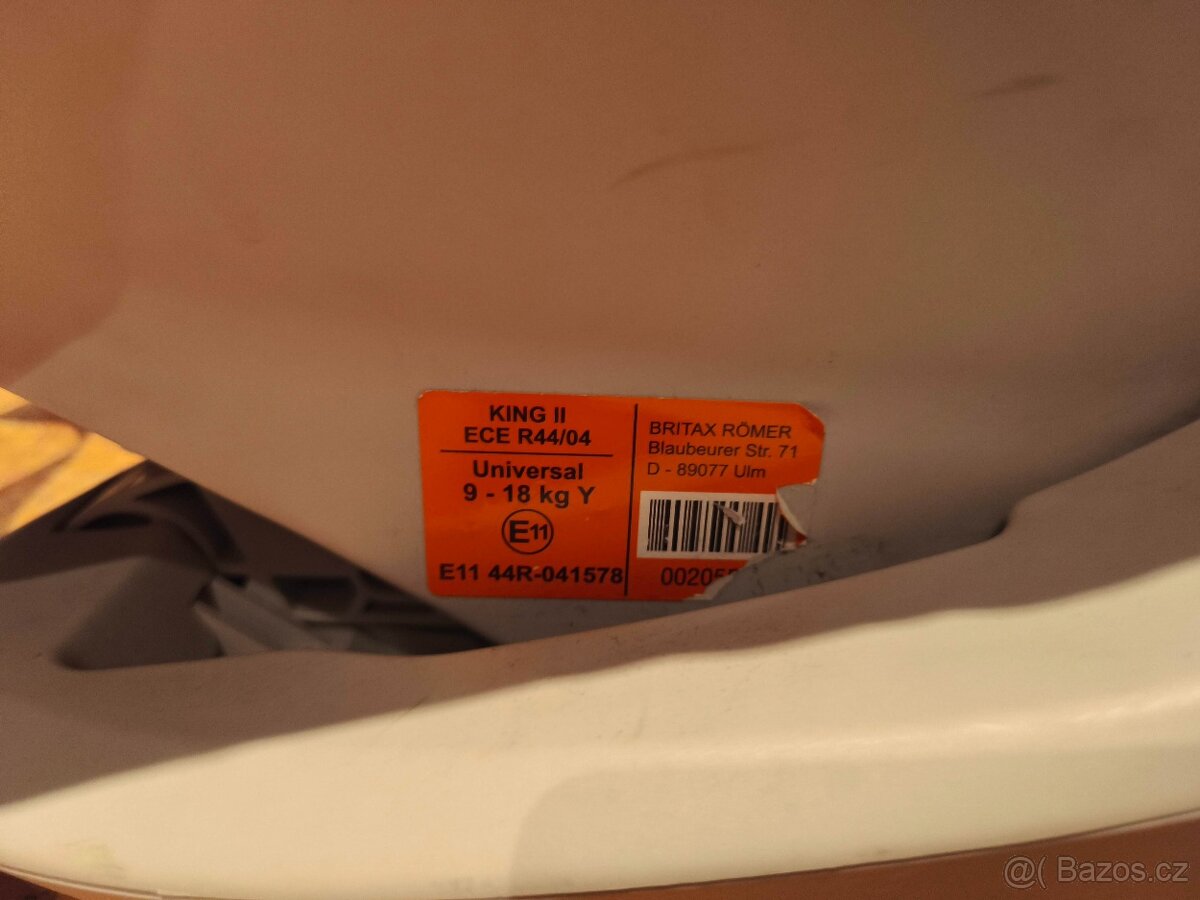 KING II
ECE R44/04
Universal
9 - 18 kg Y
E11
E11 44R-041578
BRITAX RÖMER
Blaubeurer Str. 71
D - 89077 Ulm
@( Bazos.cz